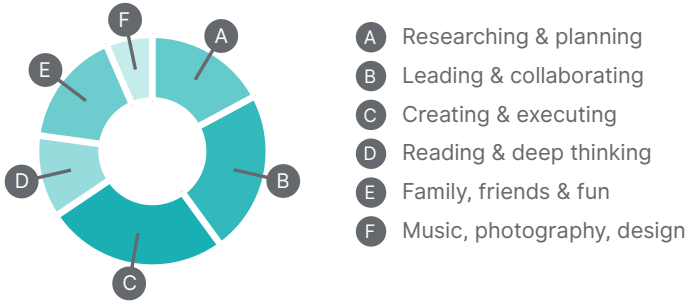 F
A
E
D
B
C
A Researching & planning
B Leading & collaborating
C Creating & executing
D Reading & deep thinking
E Family, friends & fun
F Music, photography, design